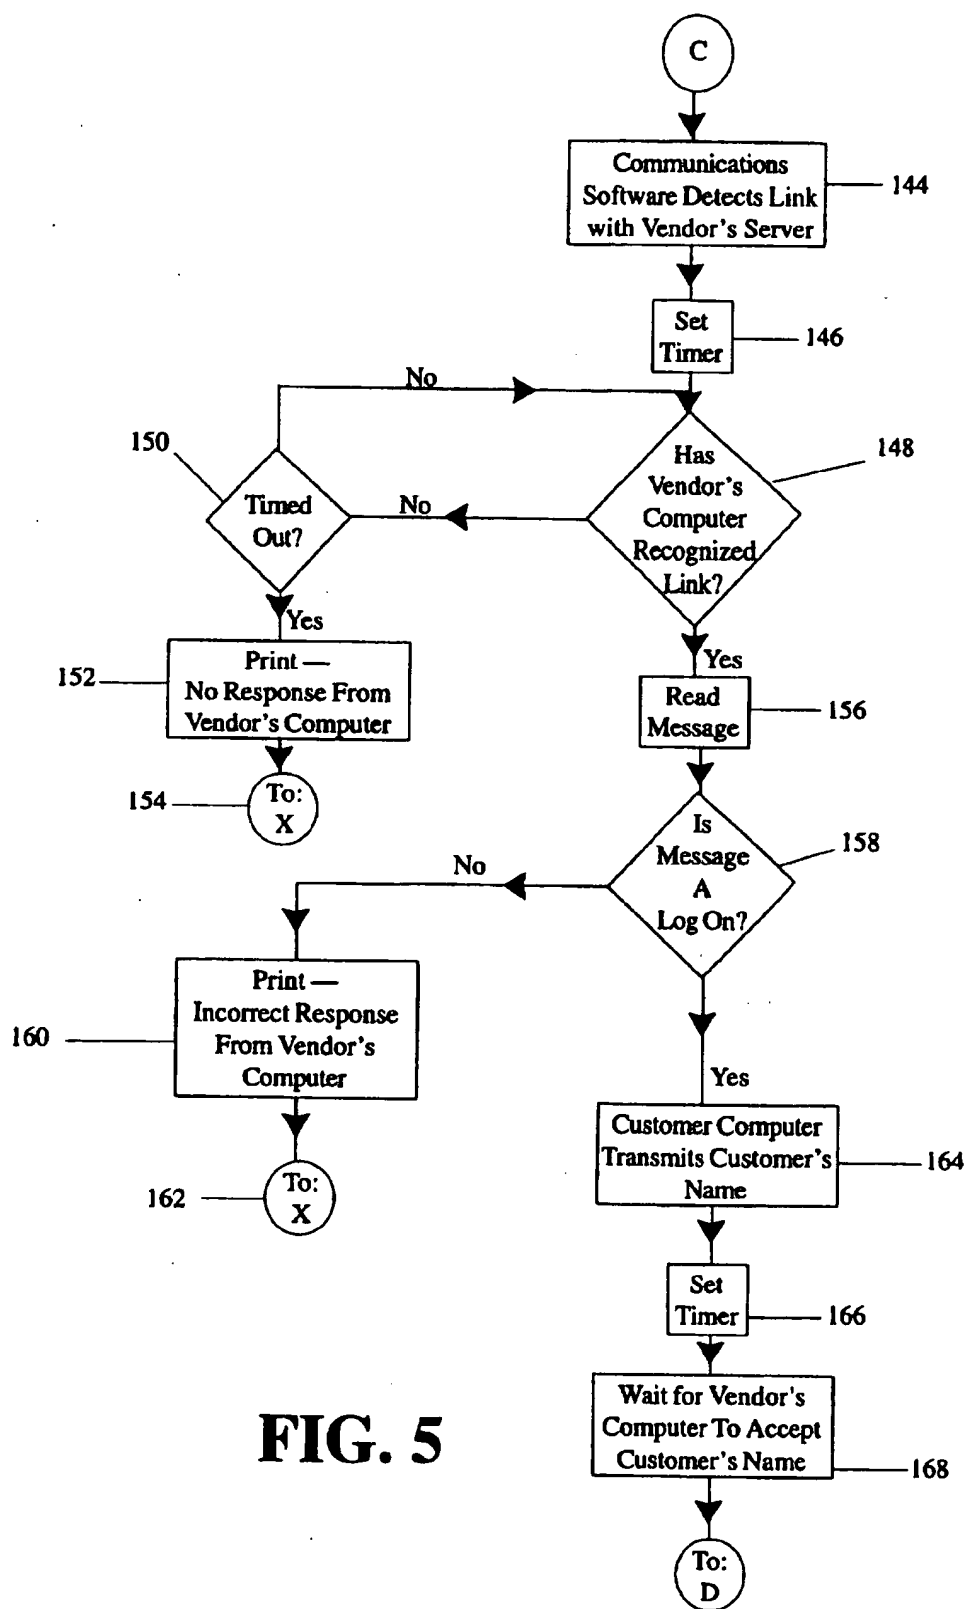 C
Communications
Software Detects Link
with Vendor's Server
144
Set
Timer
146
No
150
Timed
Out?
No
Has
Vendor's
Computer
Recognized
Link?
148
Yes
Yes
152
Print —
No Response From
Vendor's Computer
Read
Message
156
154
To:
X
Is
Message
A
Log On?
158
No
160
Print —
Incorrect Response
From Vendor's
Computer
Yes
162
To:
X
Customer Computer
Transmits Customer's
Name
164
Set
Timer
166
Wait for Vendor's
Computer To Accept
Customer's Name
168
FIG. 5
To:
D